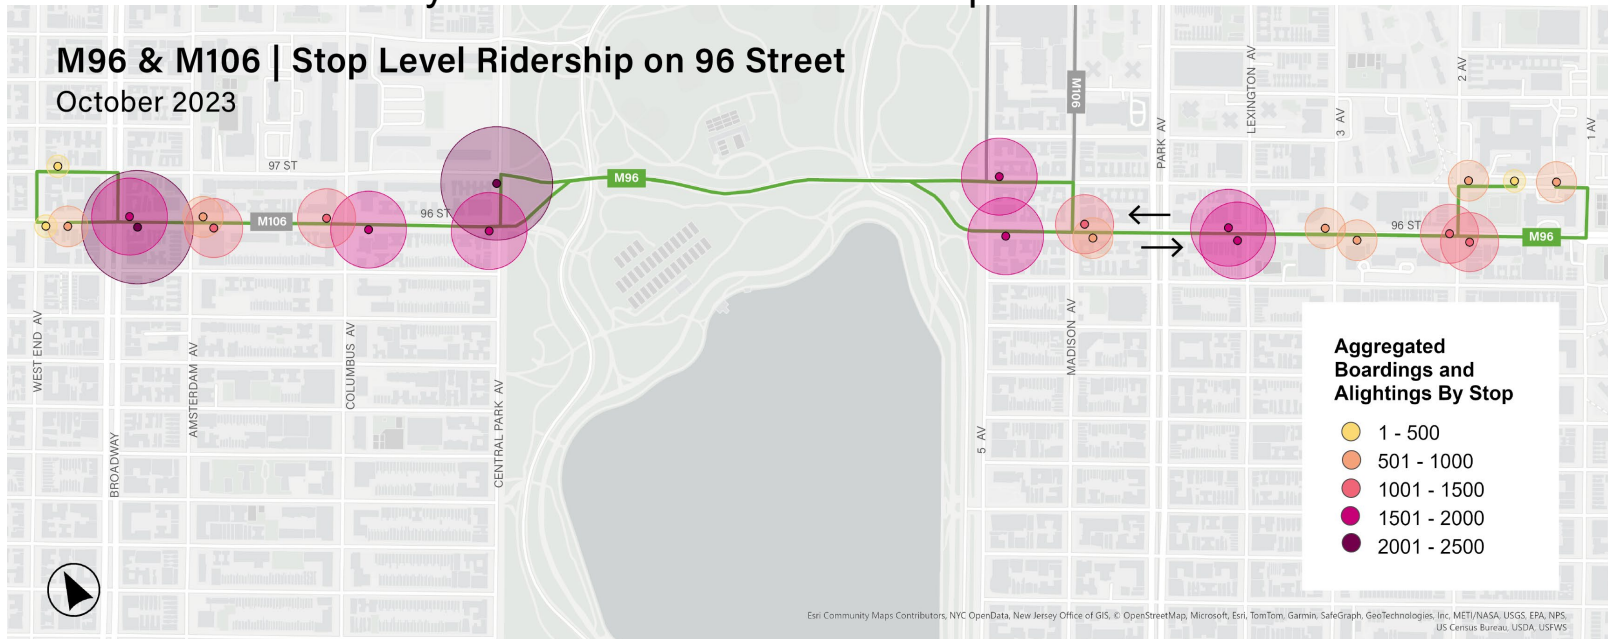 M96 & M106 | Stop Level Ridership on 96 Street
October 2023
M106
LEXINGTON AV
2 AV
3 AV
1 AV
PARK AV
97 ST
M96
96 ST
M106
96 ST
M96
WEST END AV
BROADWAY
AMSTERDAM AV
COLUMBUS AV
CENTRAL PARK AV
5 AV
MADISON AV
Aggregated
Boardings and
Alightings By Stop
1 - 500
501 - 1000
1001 - 1500
1501 - 2000
2001 - 2500
Esri Community Maps Contributors, NYC OpenData, New Jersey Office of GIS, © OpenStreetMap, Microsoft, Esri, TomTom, Garmin, SafeGraph, GeoTechnologies, Inc, METI/NASA, USGS, EPA, NPS,
US Census Bureau, USDA, USFWS